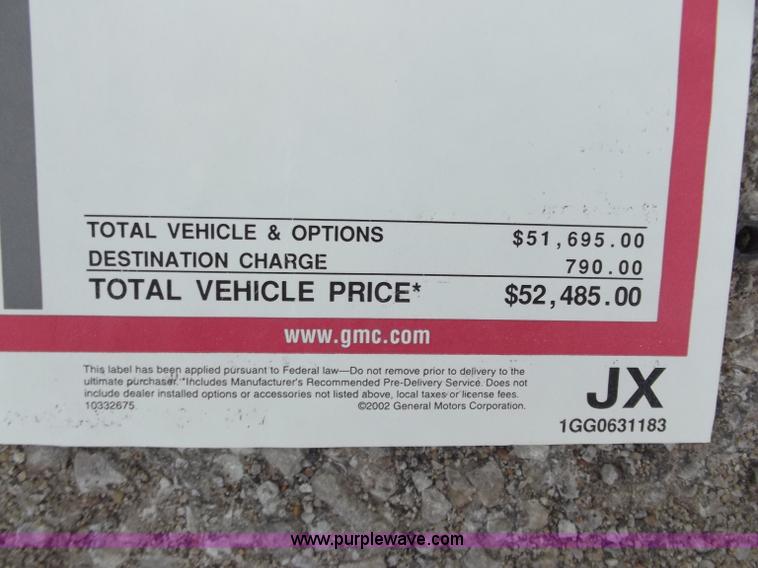 TOTAL VEHICLE & OPTIONS $51,695.00
DESTINATION CHARGE 790.00
TOTAL VEHICLE PRICE* $52,485.00
www.gmc.com
This label has been applied pursuant to Federal law—Do not remove prior to delivery to the
ultimate purchaser. *Includes Manufacturer's Recommended Pre-Delivery Service. Does not
include dealer installed options or accessories not listed above, local taxes or license fees.
10332675 ©2002 General Motors Corporation.
JX
1GG0631183
www.purplewave.com